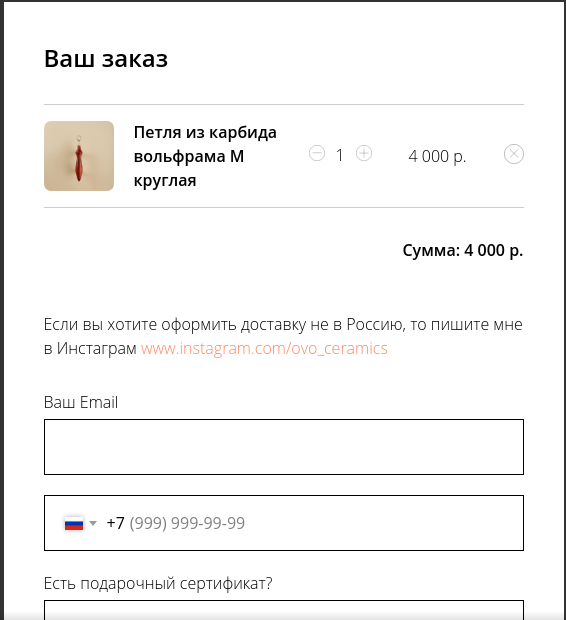 Ваш заказ
Петля из карбида
вольфрама М
круглая
1
4 000 р.
Сумма: 4 000 р.
Если вы хотите оформить доставку не в Россию, то пишите мне
в Инстаграм www.instagram.com/ovo_ceramics
Ваш Email
+7 (999) 999-99-99
Есть подарочный сертификат?